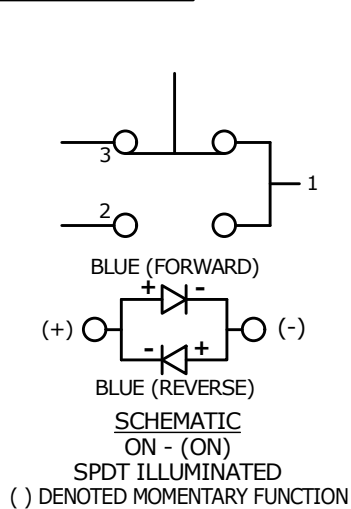 3
1
2
BLUE (FORWARD)
+ -
(+) (-)
- +
BLUE (REVERSE)
SCHEMATIC
ON - (ON)
SPDT ILLUMINATED
( ) DENOTED MOMENTARY FUNCTION